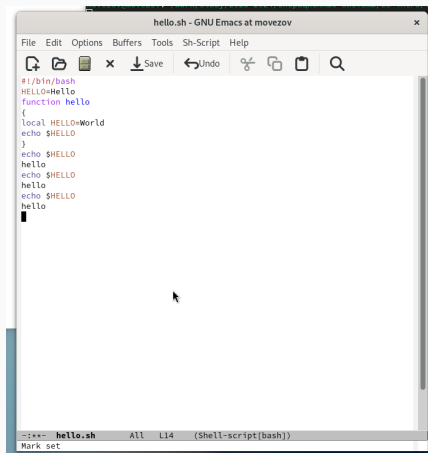 hello.sh - GNU Emacs at movezov
File Edit Options Buffers Tools Sh-Script Help
Save Undo
#!/bin/bash
HELLO=Hello
function hello
{
local HELLO=World
echo $HELLO
}
echo $HELLO
hello
echo $HELLO
hello
echo $HELLO
hello
-:**- hello.sh All L14 (Shell-script[bash])
Mark set